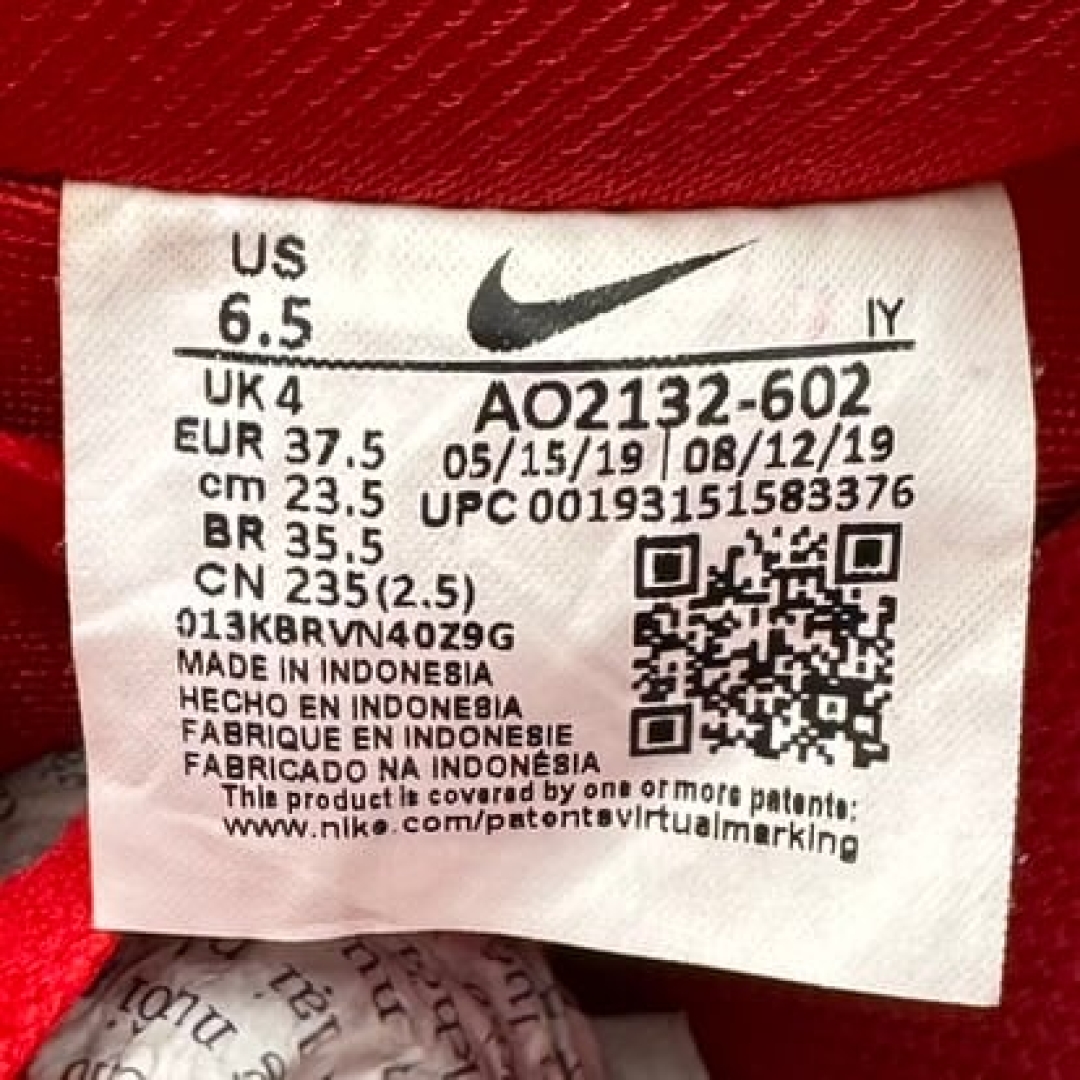 US
6.5
IY
UK 4
EUR 37.5
cm 23.5
BR 35.5
CN 235(2.5)
AO2132-602
05/15/19 | 08/12/19
UPC 00193151583376
013KBRVN40Z9G
MADE IN INDONESIA
HECHO EN INDONESIA
FABRIQUE EN INDONESIE
FABRICADO NA INDONÉSIA
This product is covered by one or more patents:
www.nike.com/patentsvirtualmarking